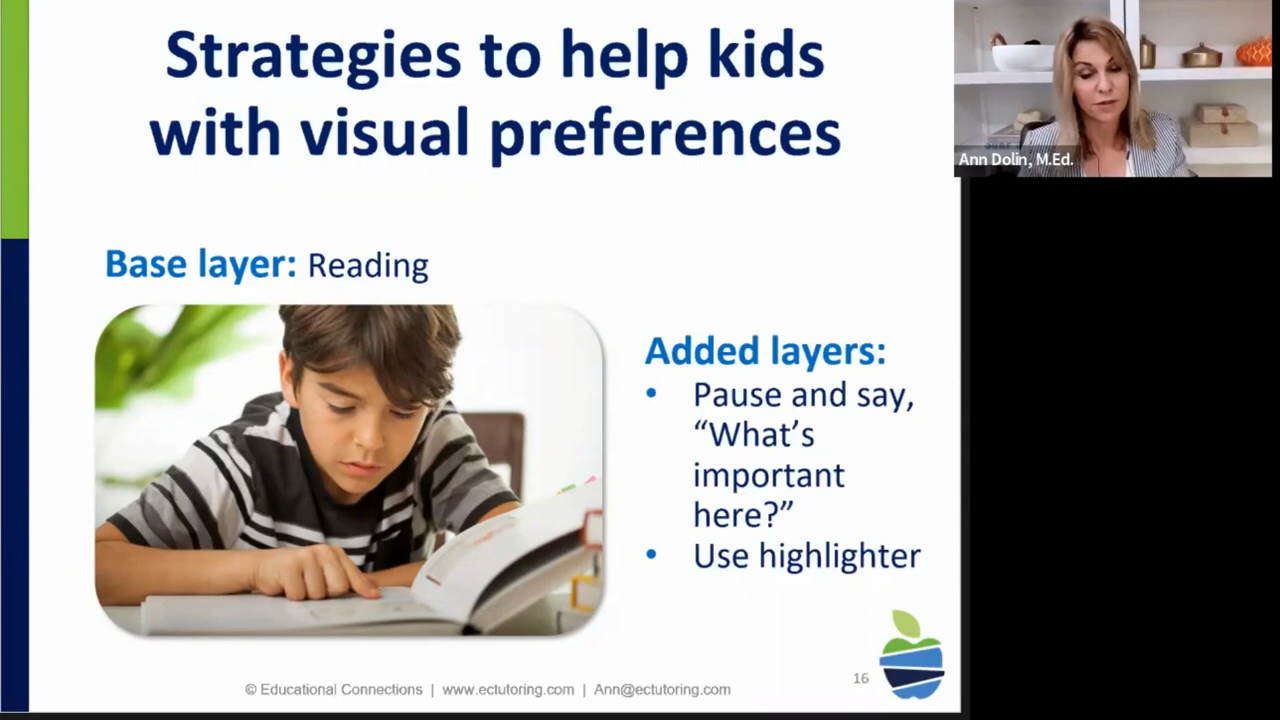 Strategies to help kids
with visual preferences
Ann Dolin, M.Ed.
Base layer: Reading
Added layers:
• Pause and say,
“What’s
important
here?”
• Use highlighter
16
© Educational Connections | www.ectutoring.com | Ann@ectutoring.com